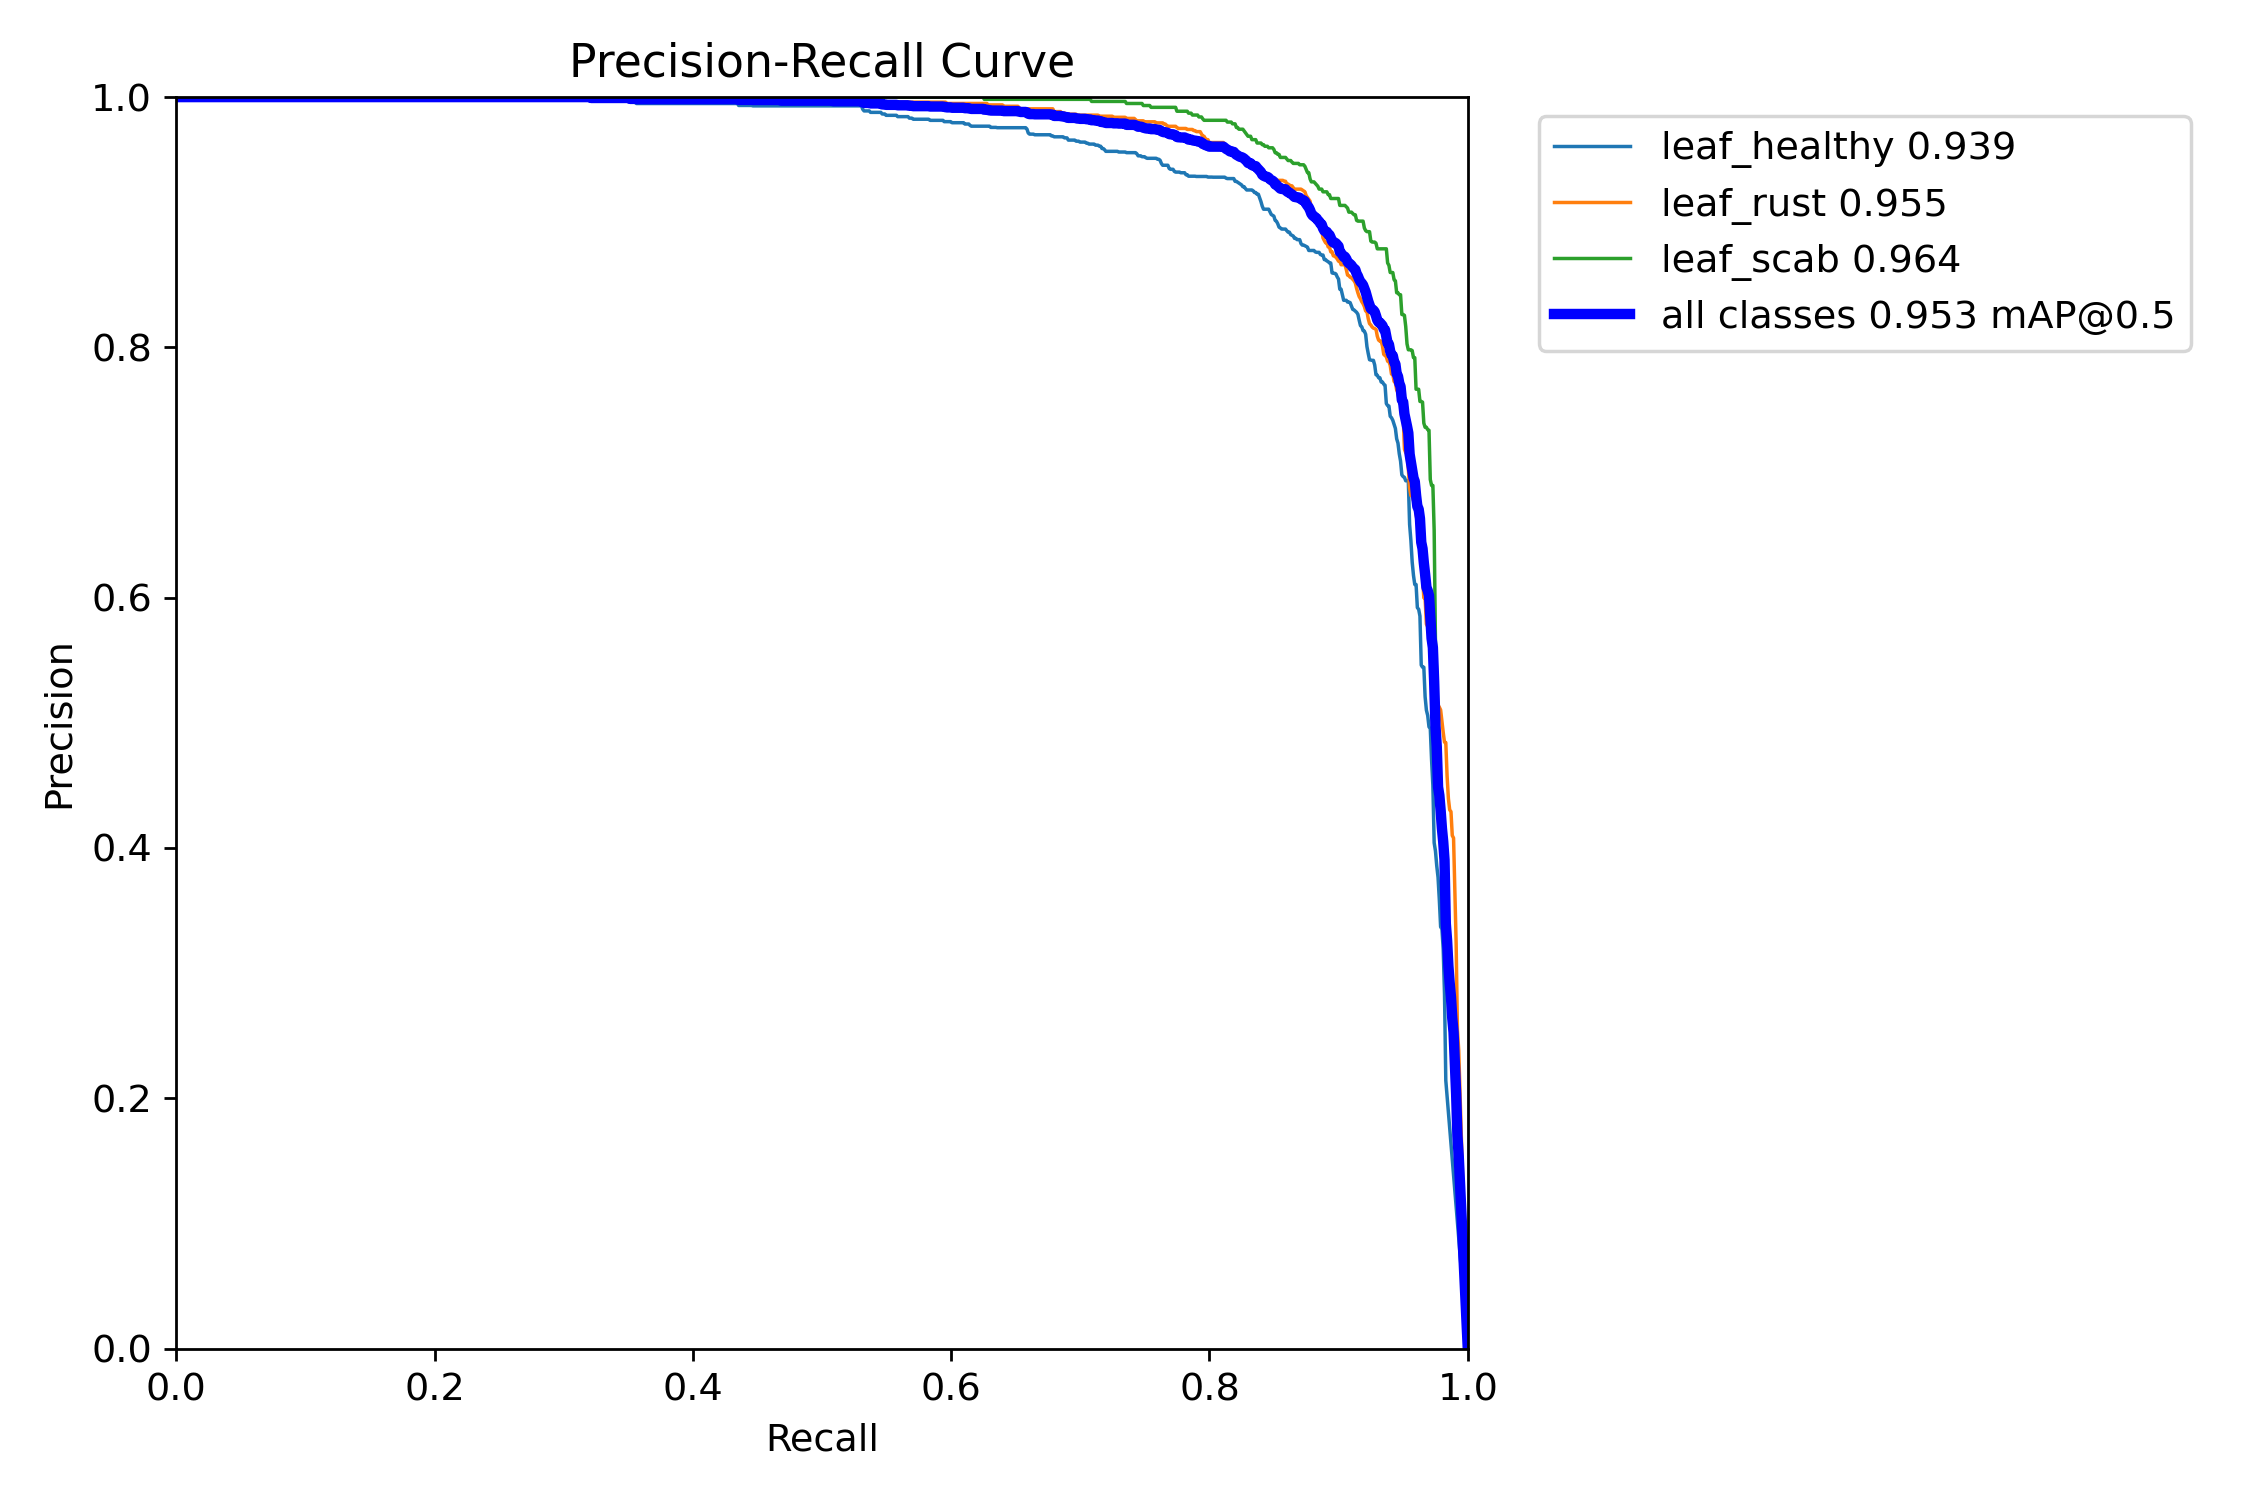 Precision-Recall Curve
1.0
0.8
0.6
0.4
0.2
0.0
Precision
0.0 0.2 0.4 0.6 0.8 1.0
Recall
leaf_healthy 0.939
leaf_rust 0.955
leaf_scab 0.964
all classes 0.953 mAP@0.5